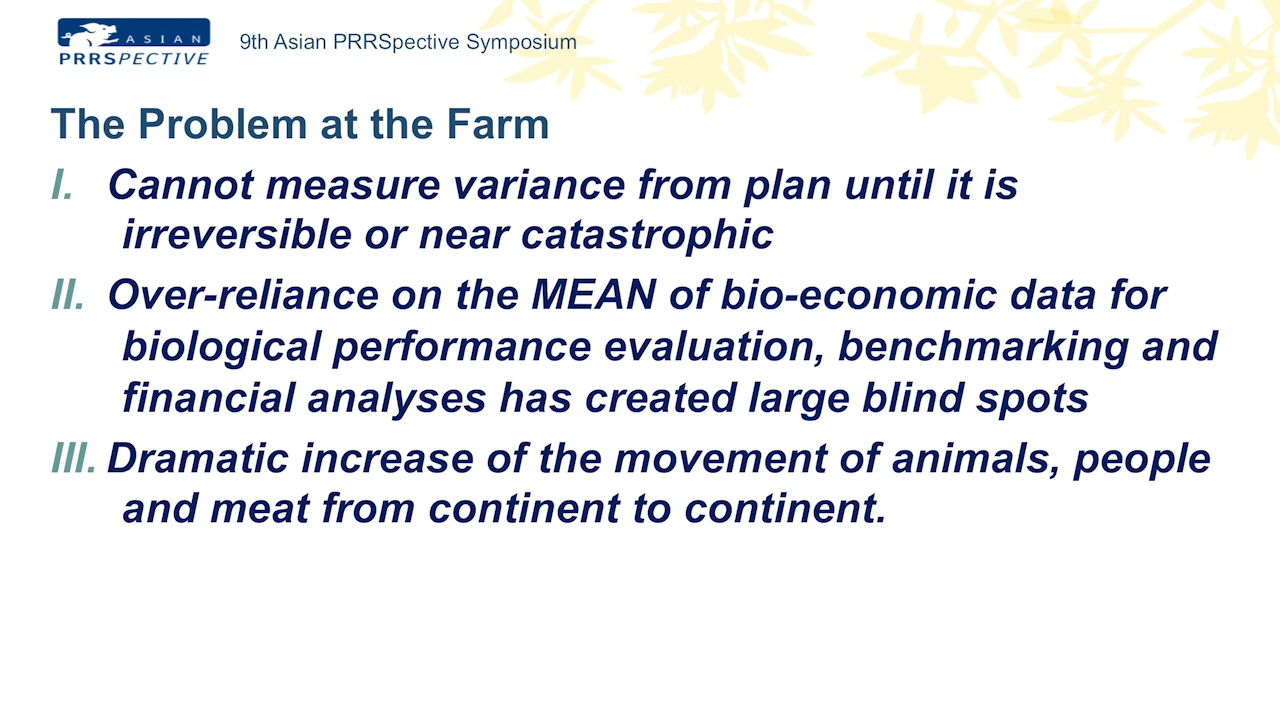 ASIAN
PRRSPECTIVE
9th Asian PRRSpective Symposium
The Problem at the Farm
I. Cannot measure variance from plan until it is
irreversible or near catastrophic
II. Over-reliance on the MEAN of bio-economic data for
biological performance evaluation, benchmarking and
financial analyses has created large blind spots
III. Dramatic increase of the movement of animals, people
and meat from continent to continent.